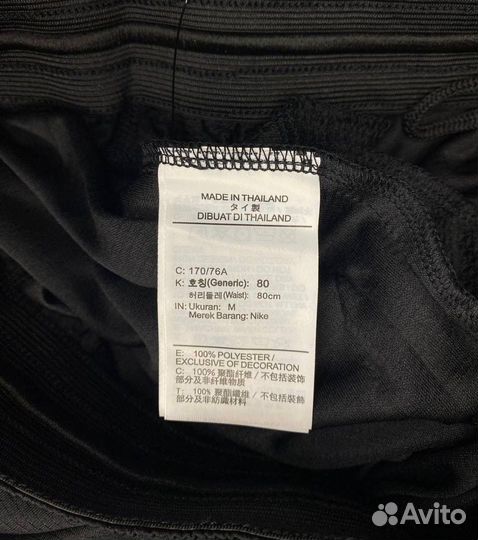 MADE IN THAILAND
タイ製
DIBUAT DI THAILAND
C: 170/76A
K: 호칭(Generic): 80
허리둘레(Waist): 80cm
IN: Ukuran: M
Merek Barang: Nike
E: 100% POLYESTER/
EXCLUSIVE OF DECORATION
C: 100% 聚酯纤维 / 不包括装饰
部分及非纤维物质
T: 100% 聚酯纖維 / 不包括裝飾
部分及非紡織材料
Avito